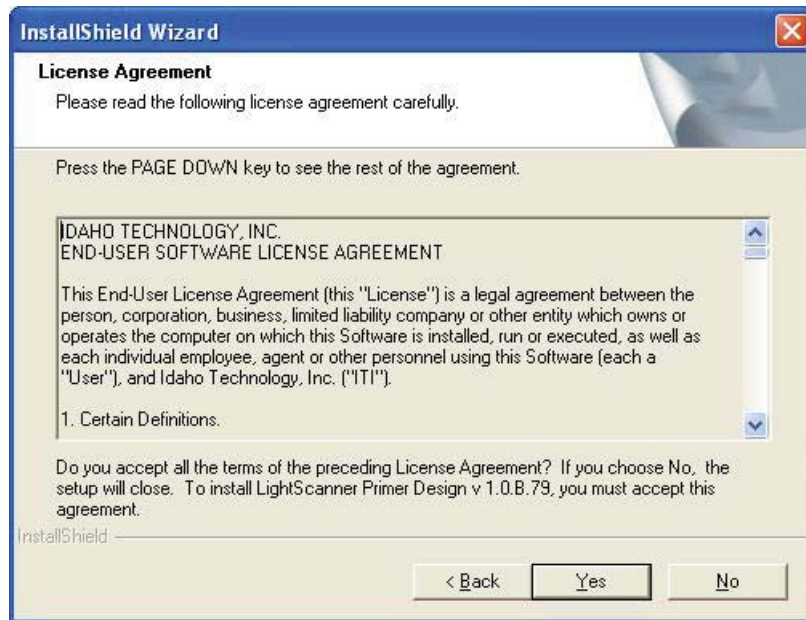 InstallShield Wizard
License Agreement
Please read the following license agreement carefully.
Press the PAGE DOWN key to see the rest of the agreement.
IDAHO TECHNOLOGY, INC.
END-USER SOFTWARE LICENSE AGREEMENT
This End-User License Agreement (this "License") is a legal agreement between the
person, corporation, business, limited liability company or other entity which owns or
operates the computer on which this Software is installed, run or executed, as well as
each individual employee, agent or other personnel using this Software (each a
"User"), and Idaho Technology, Inc. ("ITI").
1. Certain Definitions.
Do you accept all the terms of the preceding License Agreement? If you choose No, the
setup will close. To install LightScanner Primer Design v 1.0.B.79, you must accept this
agreement.
InstallShield
< Back Yes No